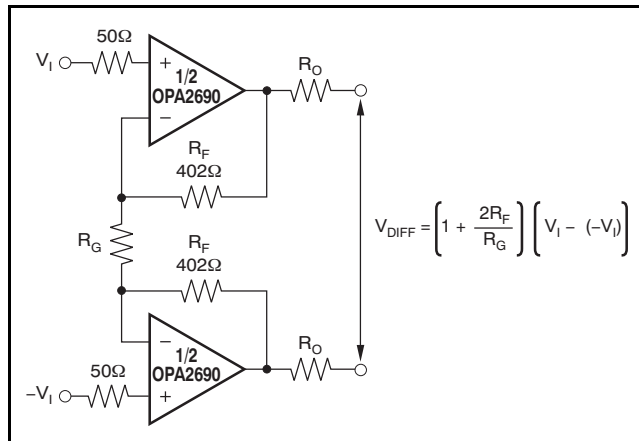 50Ω
V_I
+
1/2
OPA2690
−
R_O
R_F
402Ω
R_G
V_DIFF = (1 + 2R_F / R_G) (V_I − (−V_I))
R_F
402Ω
−
1/2
OPA2690
+
R_O
50Ω
−V_I